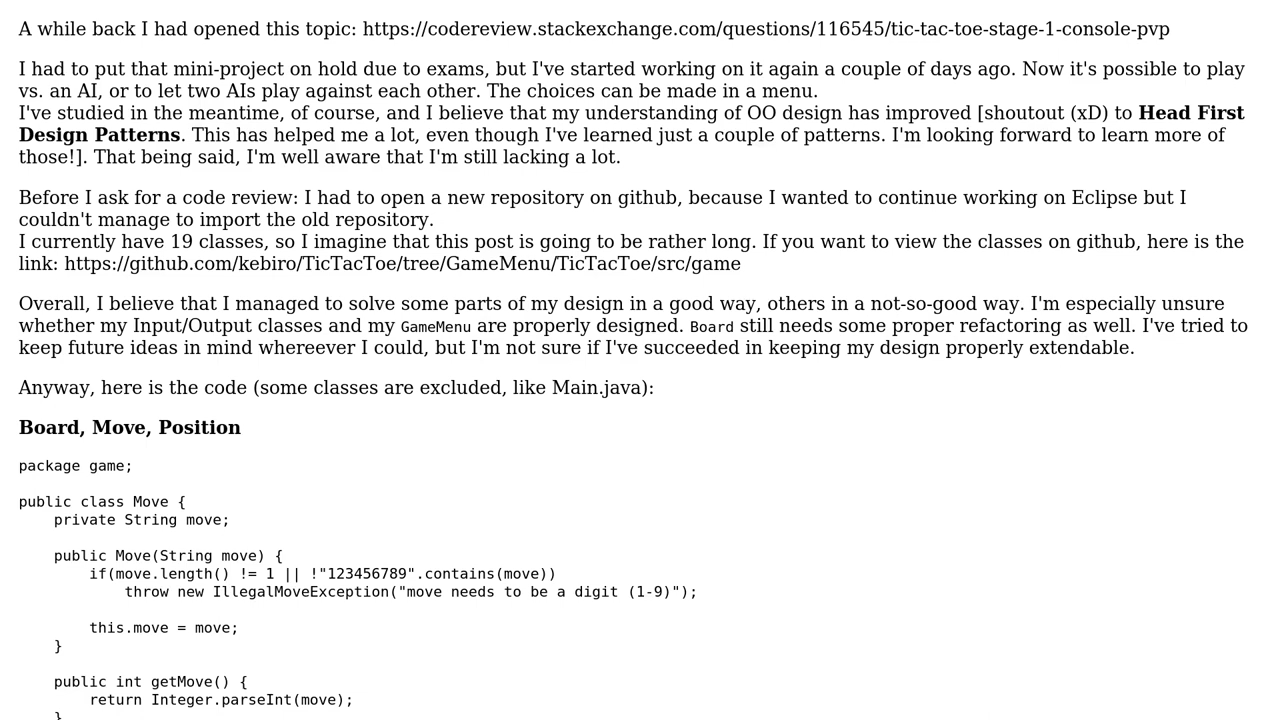 A while back I had opened this topic: https://codereview.stackexchange.com/questions/116545/tic-tac-toe-stage-1-console-pvp
I had to put that mini-project on hold due to exams, but I've started working on it again a couple of days ago. Now it's possible to play
vs. an AI, or to let two AIs play against each other. The choices can be made in a menu.
I've studied in the meantime, of course, and I believe that my understanding of OO design has improved [shoutout (xD) to Head First
Design Patterns. This has helped me a lot, even though I've learned just a couple of patterns. I'm looking forward to learn more of
those!]. That being said, I'm well aware that I'm still lacking a lot.
Before I ask for a code review: I had to open a new repository on github, because I wanted to continue working on Eclipse but I
couldn't manage to import the old repository.
I currently have 19 classes, so I imagine that this post is going to be rather long. If you want to view the classes on github, here is the
link: https://github.com/kebiro/TicTacToe/tree/GameMenu/TicTacToe/src/game
Overall, I believe that I managed to solve some parts of my design in a good way, others in a not-so-good way. I'm especially unsure
whether my Input/Output classes and my GameMenu are properly designed. Board still needs some proper refactoring as well. I've tried to
keep future ideas in mind whereever I could, but I'm not sure if I've succeeded in keeping my design properly extendable.
Anyway, here is the code (some classes are excluded, like Main.java):
Board, Move, Position
package game;
public class Move {
    private String move;
    public Move(String move) {
        if(move.length() != 1 || !"123456789".contains(move))
            throw new IllegalMoveException("move needs to be a digit (1-9)");
        this.move = move;
    }
    public int getMove() {
        return Integer.parseInt(move);
    }